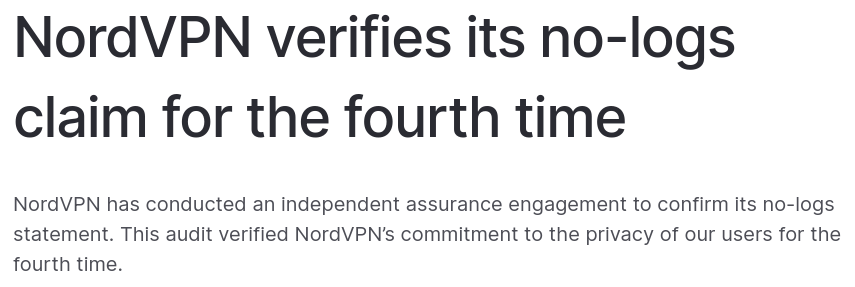 NordVPN verifies its no-logs
claim for the fourth time
NordVPN has conducted an independent assurance engagement to confirm its no-logs
statement. This audit verified NordVPN’s commitment to the privacy of our users for the
fourth time.